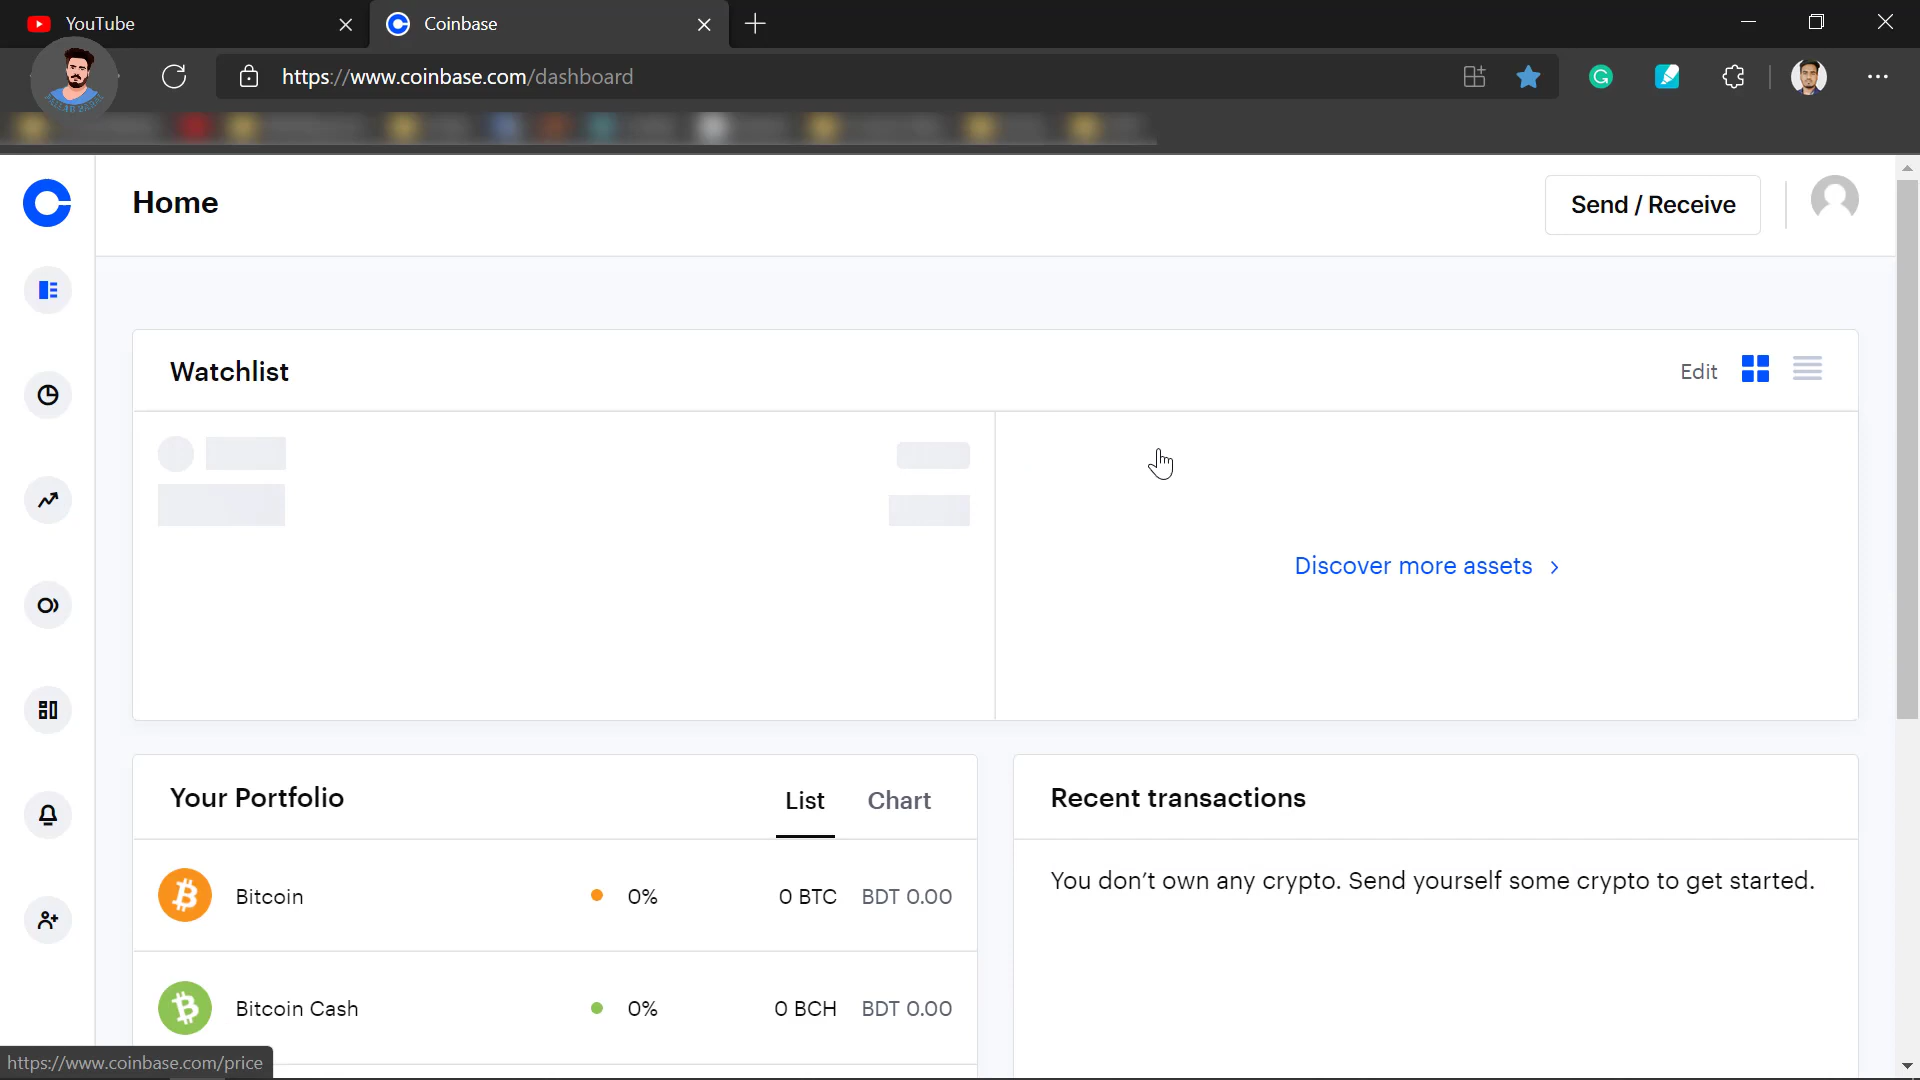 YouTube
Coinbase
https://www.coinbase.com/dashboard
Home
Send / Receive
Watchlist
Edit
Discover more assets
Your Portfolio
List
Chart
Recent transactions
Bitcoin
0%
0 BTC
BDT 0.00
You don’t own any crypto. Send yourself some crypto to get started.
Bitcoin Cash
0%
0 BCH
BDT 0.00
https://www.coinbase.com/price